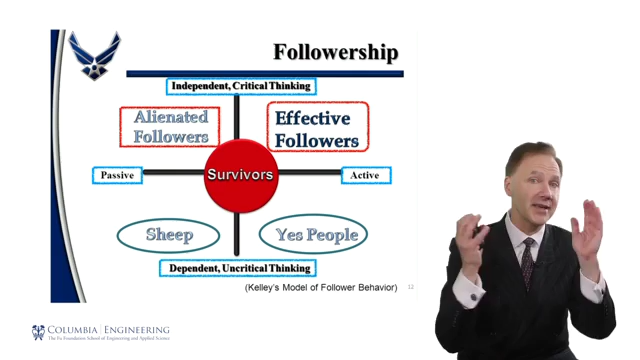 Followership
Independent, Critical Thinking
Alienated
Followers
Effective
Followers
Passive
Survivors
Active
Sheep
Yes People
Dependent, Uncritical Thinking
(Kelley's Model of Follower Behavior)
12
COLUMBIA | ENGINEERING
The Fu Foundation School of Engineering and Applied Science